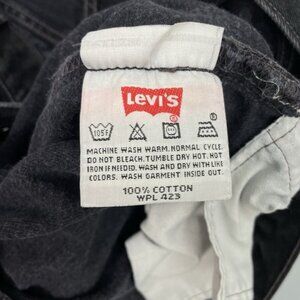 Levi's
105F
MACHINE WASH WARM. NORMAL CYCLE.
DO NOT BLEACH. TUMBLE DRY HOT. HOT
IRON IF NEEDED. WASH AND DRY WITH LIKE
COLORS. WASH GARMENT INSIDE OUT.
100% COTTON
WPL 423